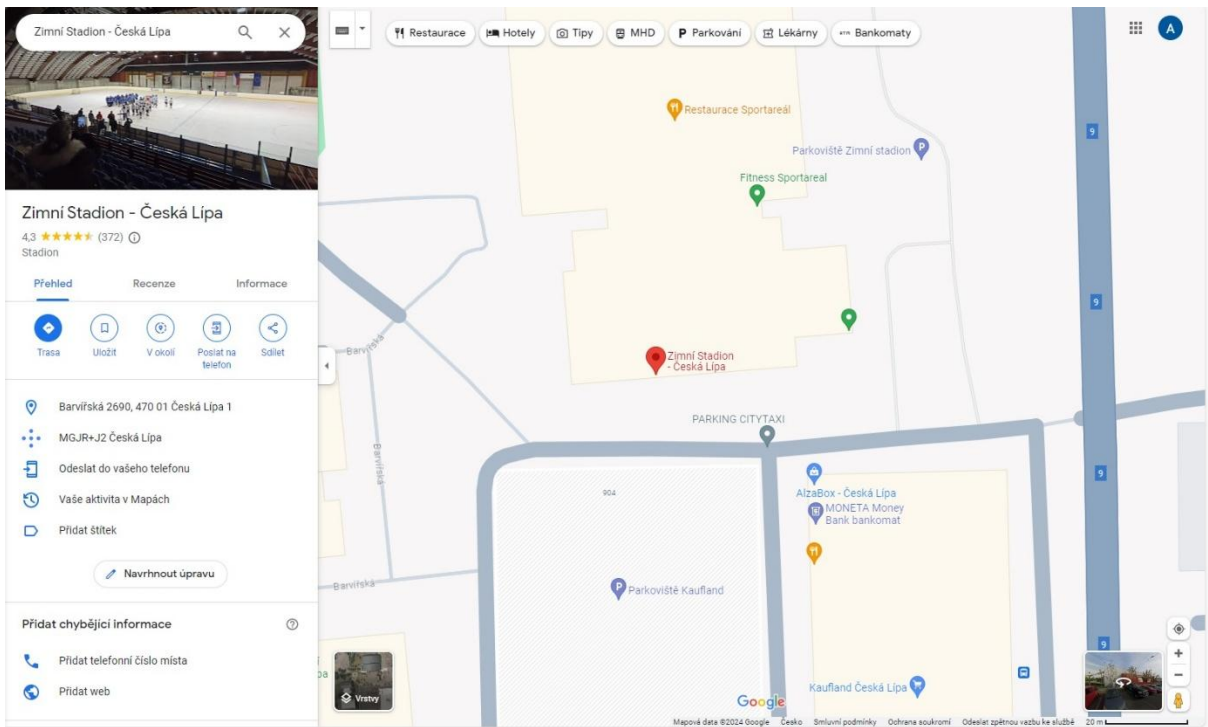 Zimní Stadion - Česká Lípa
Restaurace
Hotely
Tipy
MHD
P Parkování
Lékárny
ATM Bankomaty
A
Zimní Stadion - Česká Lípa
4,3 (372)
Stadion
Přehled Recenze Informace
Trasa
Uložit
V okolí
Poslat na
telefon
Sdílet
Barvířská 2690, 470 01 Česká Lípa 1
MGJR+J2 Česká Lípa
Odeslat do vašeho telefonu
Vaše aktivita v Mapách
Přidat štítek
Navrhnout úpravu
Přidat chybějící informace
Přidat telefonní číslo místa
Přidat web
Restaurace Sportareál
9
Parkoviště Zimní stadion P
Fitness Sportareal
9
Barvířská
Zimní Stadion
- Česká Lípa
PARKING CITYTAXI
Barvířská
9
904
AlzaBox - Česká Lípa
MONETA Money
Bank bankomat
Barvířská
P Parkoviště Kaufland
9
pa
Vrstvy
Kaufland Česká Lípa
Google
+
−
Mapová data ©2024 Google Česko Smluvní podmínky Ochrana soukromí Odeslat zpětnou vazbu ke službě 20 m